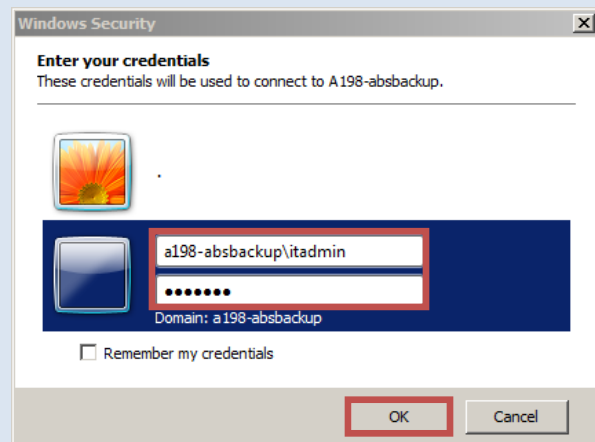 Windows Security
Enter your credentials
These credentials will be used to connect to A198-absbackup.
.
a198-absbackup\itadmin
●●●●●●●
Domain: a198-absbackup
Remember my credentials
OK Cancel